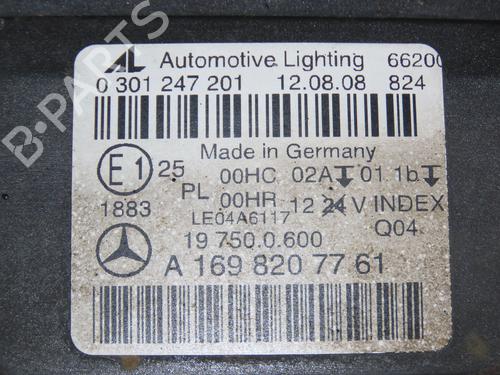 AL Automotive Lighting 66200
0 301 247 201 12.08.08 824
Made in Germany
E1 25 00HC 02A 01 1b
PL 00HR 12 24 V INDEX
1883 LE04A6117 Q04
19 750 0.600
A 169 820 77 61
B-PARTS